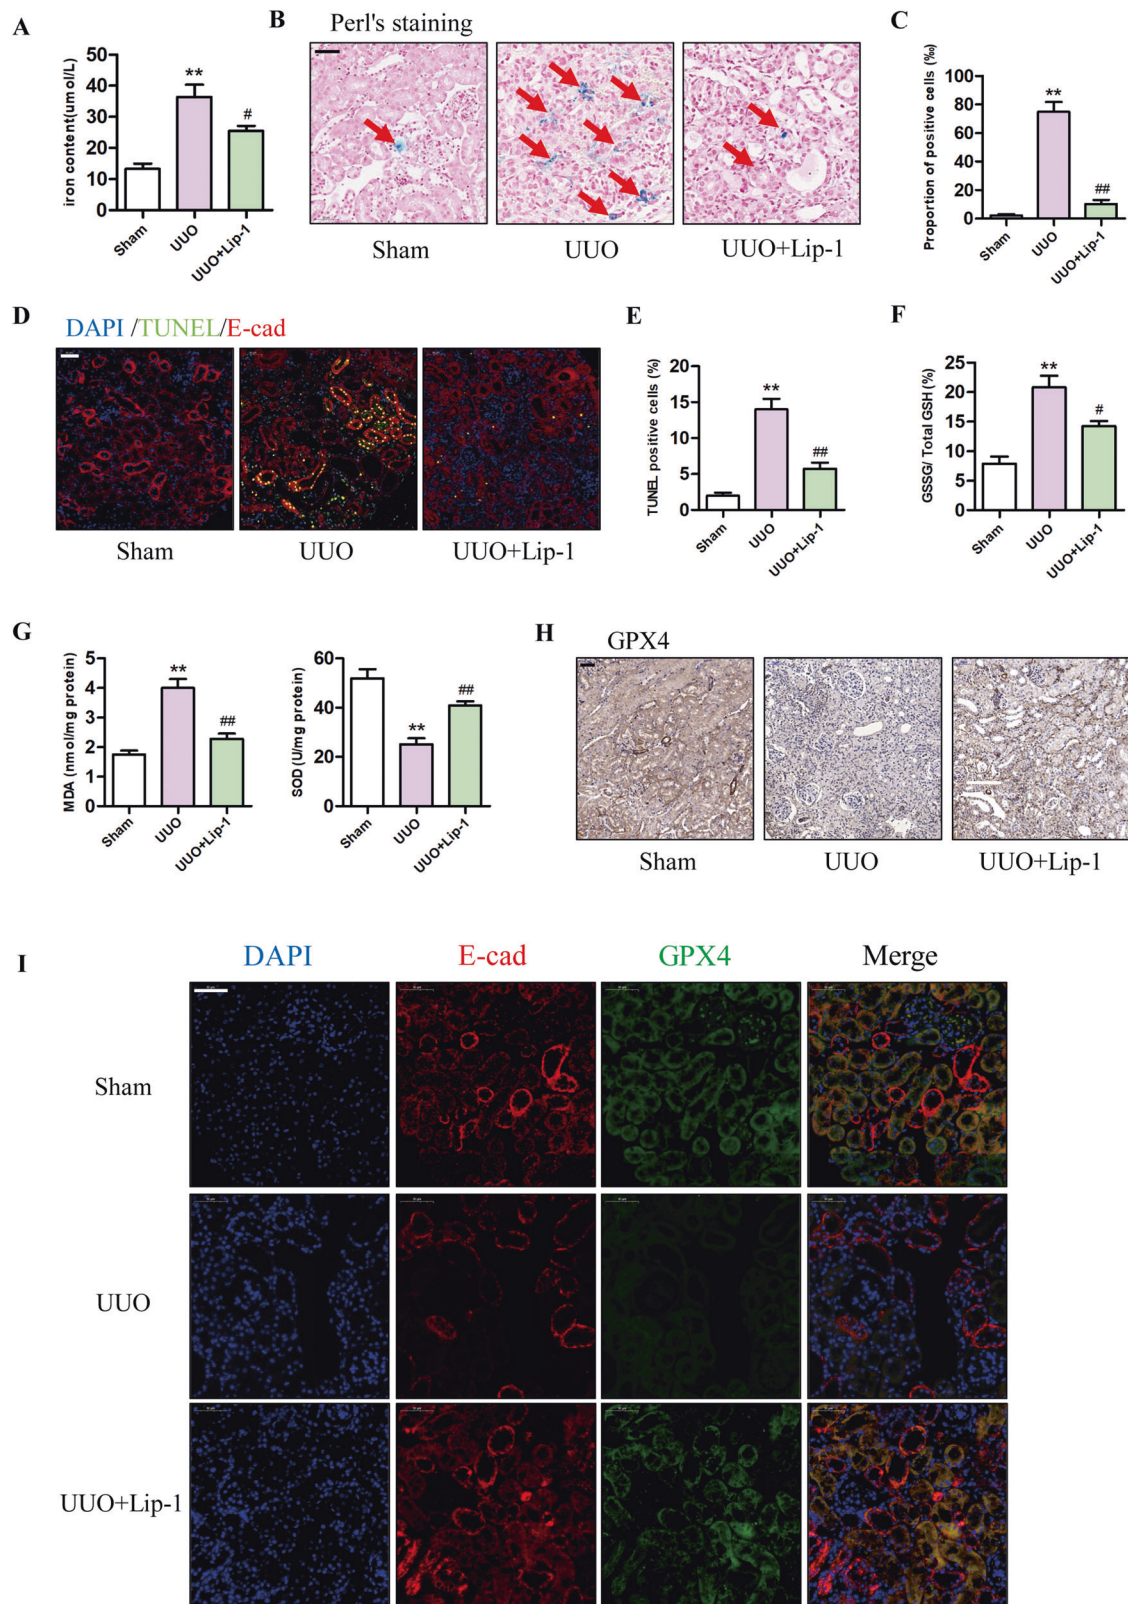 A
iron content(umol/L)
50
40
30
20
10
0
**
#
Sham
UUO
UUO+Lip-1
B
Perl's staining
Sham
UUO
UUO+Lip-1
C
Proportion of positive cells (‰)
100
80
60
40
20
0
**
##
Sham
UUO
UUO+Lip-1
D
DAPI /TUNEL/E-cad
Sham
UUO
UUO+Lip-1
E
TUNEL positive cells (%)
20
15
10
5
0
**
##
Sham
UUO
UUO+Lip-1
F
GSSG/ Total GSH (%)
25
20
15
10
5
0
**
#
Sham
UUO
UUO+Lip-1
G
MDA (nmol/mg protein)
5
4
3
2
1
0
**
##
Sham
UUO
UUO+Lip-1
SOD (U/mg protein)
60
40
20
0
**
##
Sham
UUO
UUO+Lip-1
H
GPX4
Sham
UUO
UUO+Lip-1
I
DAPI
E-cad
GPX4
Merge
Sham
UUO
UUO+Lip-1